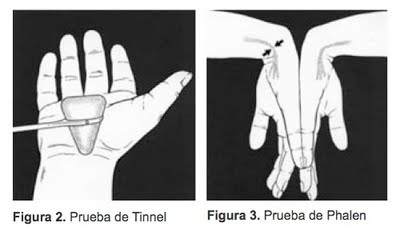 Figura 2. Prueba de Tinnel
Figura 3. Prueba de Phalen